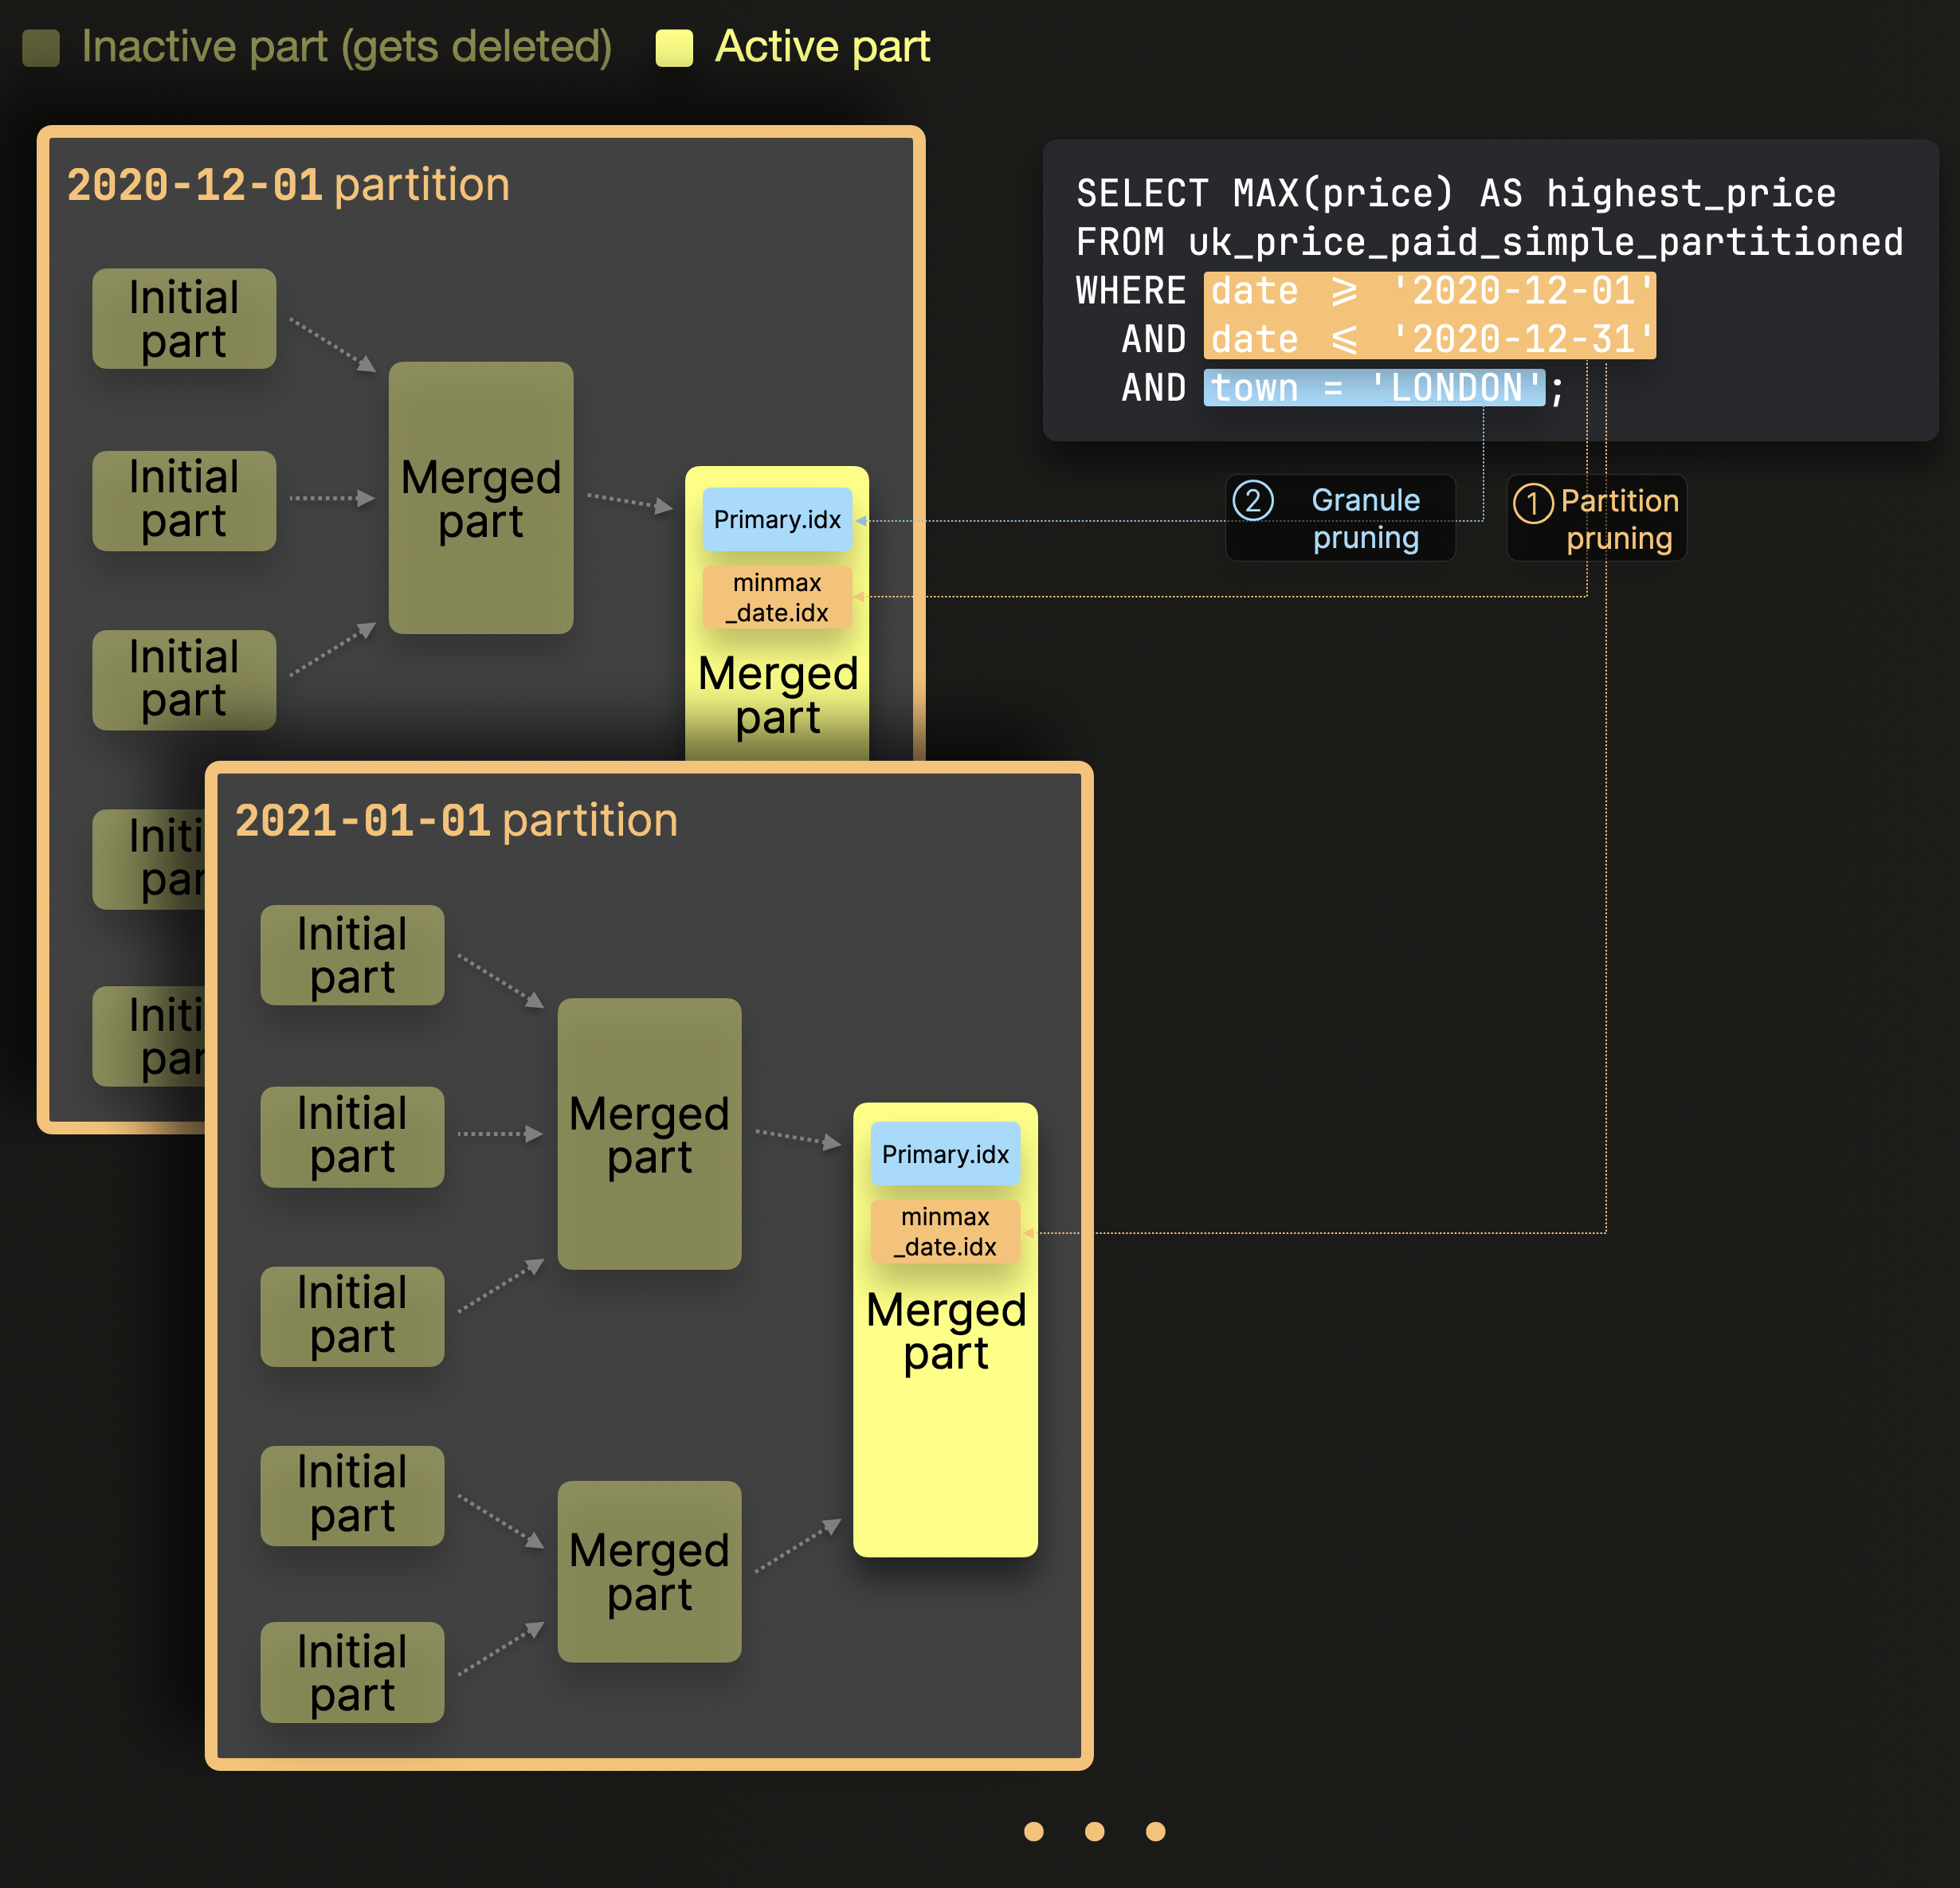 Inactive part (gets deleted)
Active part
2020-12-01 partition
Initial
part
Initial
part
Initial
part
Initi
par
Initi
par
Merged
part
Primary.idx
minmax
_date.idx
Merged
part
SELECT MAX(price) AS highest_price
FROM uk_price_paid_simple_partitioned
WHERE date ≥ '2020-12-01'
AND date ≤ '2020-12-31'
AND town = 'LONDON';
2 Granule
pruning
1 Partition
pruning
2021-01-01 partition
Initial
part
Initial
part
Initial
part
Initial
part
Initial
part
Merged
part
Merged
part
Primary.idx
minmax
_date.idx
Merged
part